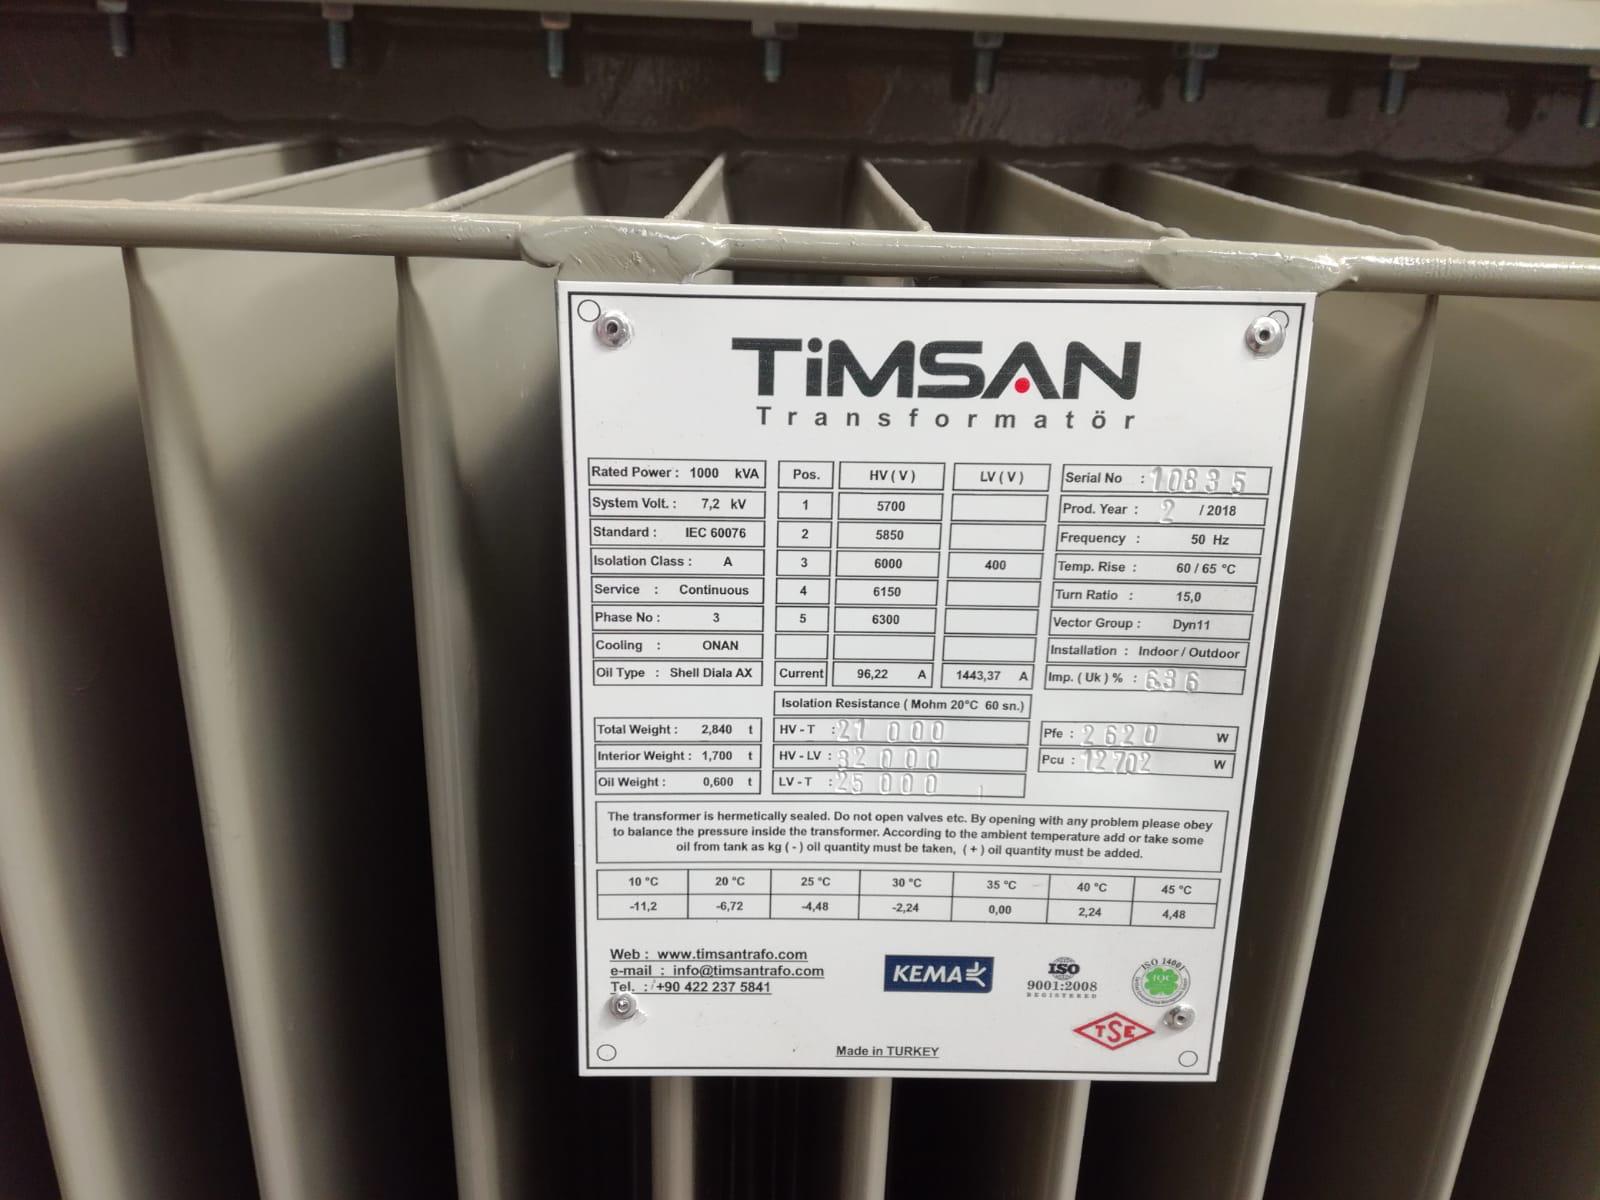 TiMSAN
Transformatör
Rated Power : 1000 kVA
System Volt. : 7,2 kV
Standard : IEC 60076
Isolation Class : A
Service : Continuous
Phase No : 3
Cooling : ONAN
Oil Type : Shell Diala AX
Pos. HV ( V ) LV ( V )
1 5700
2 5850
3 6000 400
4 6150
5 6300
Current 96,22 A 1443,37 A
Serial No : 10835
Prod. Year : 2 / 2018
Frequency : 50 Hz
Temp. Rise : 60 / 65 °C
Turn Ratio : 15,0
Vector Group : Dyn11
Installation : Indoor / Outdoor
Imp. ( Uk ) % : 6.36
Total Weight : 2,840 t
Interior Weight : 1,700 t
Oil Weight : 0,600 t
Isolation Resistance ( Mohm 20°C 60 sn.)
HV - T : 21 000
HV - LV : 32 000
LV - T : 25 000
Pfe : 2620 W
Pcu : 12702 W
The transformer is hermetically sealed. Do not open valves etc. By opening with any problem please obey
to balance the pressure inside the transformer. According to the ambient temperature add or take some
oil from tank as kg ( - ) oil quantity must be taken, ( + ) oil quantity must be added.
10 °C 20 °C 25 °C 30 °C 35 °C 40 °C 45 °C
-11,2 -6,72 -4,48 -2,24 0,00 2,24 4,48
Web : www.timsantrafo.com
e-mail : info@timsantrafo.com
Tel. : +90 422 237 5841
KEMA
ISO
9001:2008
REGISTERED
ISO 14001
TSE
Made in TURKEY